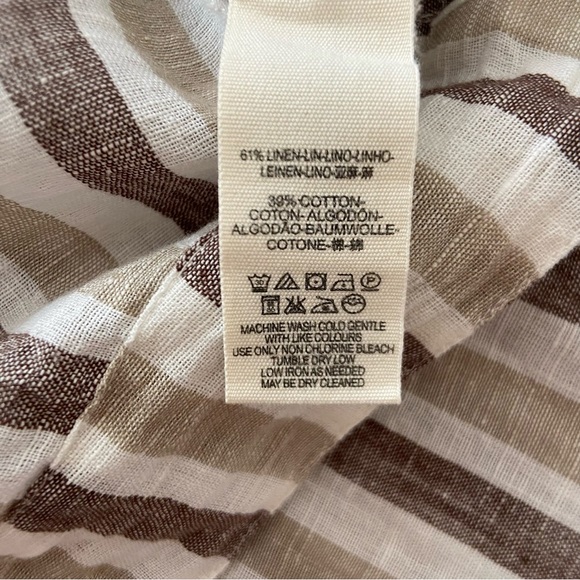 61% LINEN-LIN-LINO-LINHO-
LEINEN-LINO-亚麻-麻
39% COTTON-
COTON-ALGODÓN-
ALGODÃO-BAUMWOLLE-
COTONE-棉-綿
MACHINE WASH COLD GENTLE
WITH LIKE COLOURS
USE ONLY NON CHLORINE BLEACH
TUMBLE DRY LOW
LOW IRON AS NEEDED
MAY BE DRY CLEANED